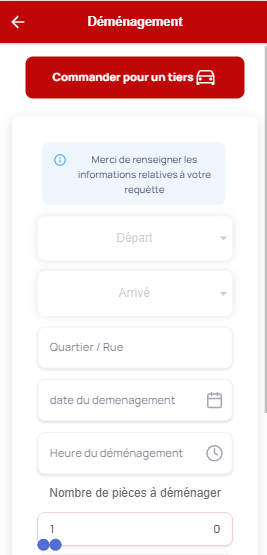 Déménagement
Commander pour un tiers
Merci de renseigner les
informations relatives à votre
requètte
Départ
Arrivé
Quartier / Rue
date du demenagement
Heure du déménagement
Nombre de pièces à déménager
1 0